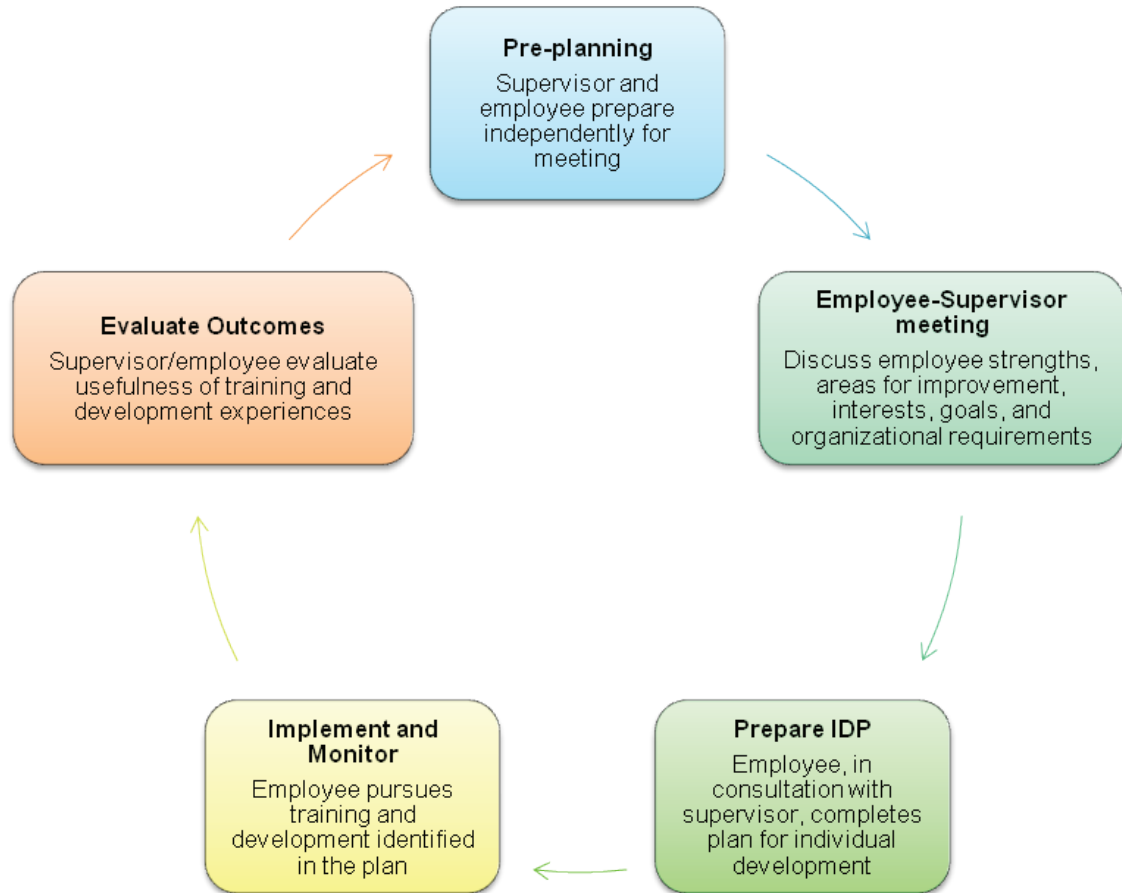 Pre-planning
Supervisor and
employee prepare
independently for
meeting
Employee-Supervisor
meeting
Discuss employee strengths,
areas for improvement,
interests, goals, and
organizational requirements
Prepare IDP
Employee, in
consultation with
supervisor, completes
plan for individual
development
Implement and
Monitor
Employee pursues
training and
development identified
in the plan
Evaluate Outcomes
Supervisor/employee evaluate
usefulness of training and
development experiences